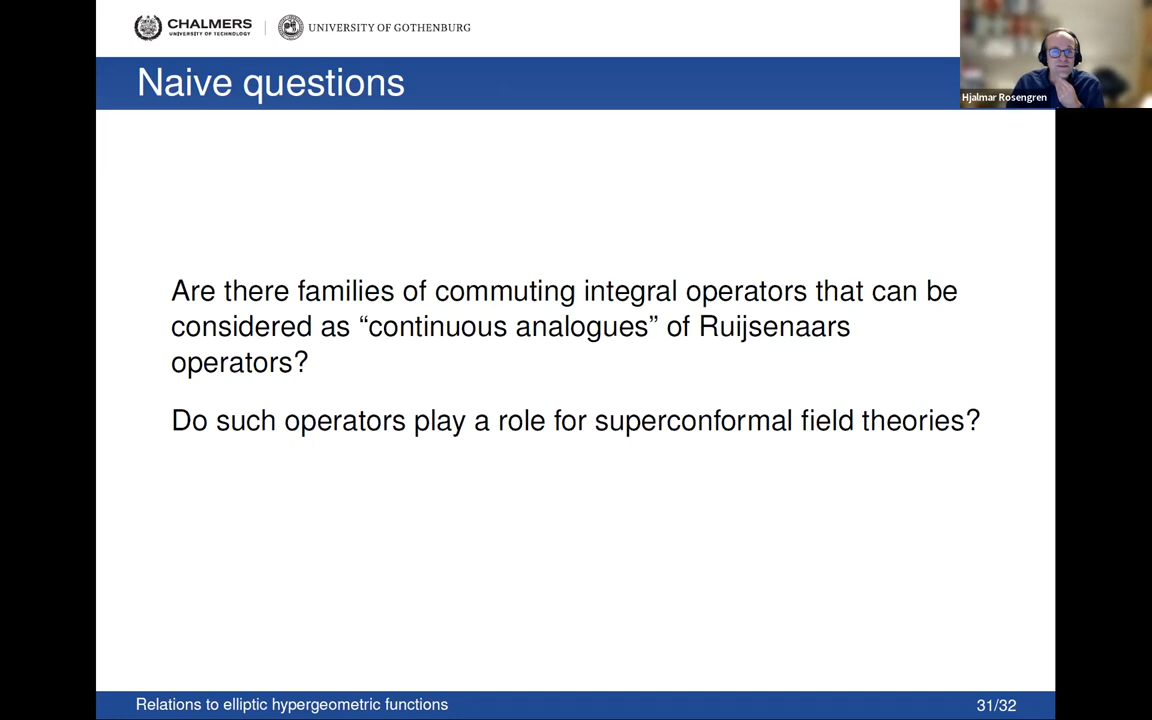 CHALMERS
UNIVERSITY OF TECHNOLOGY
UNIVERSITY OF GOTHENBURG
Naive questions
Hjalmar Rosengren
Are there families of commuting integral operators that can be
considered as “continuous analogues” of Ruijsenaars
operators?
Do such operators play a role for superconformal field theories?
Relations to elliptic hypergeometric functions
31/32